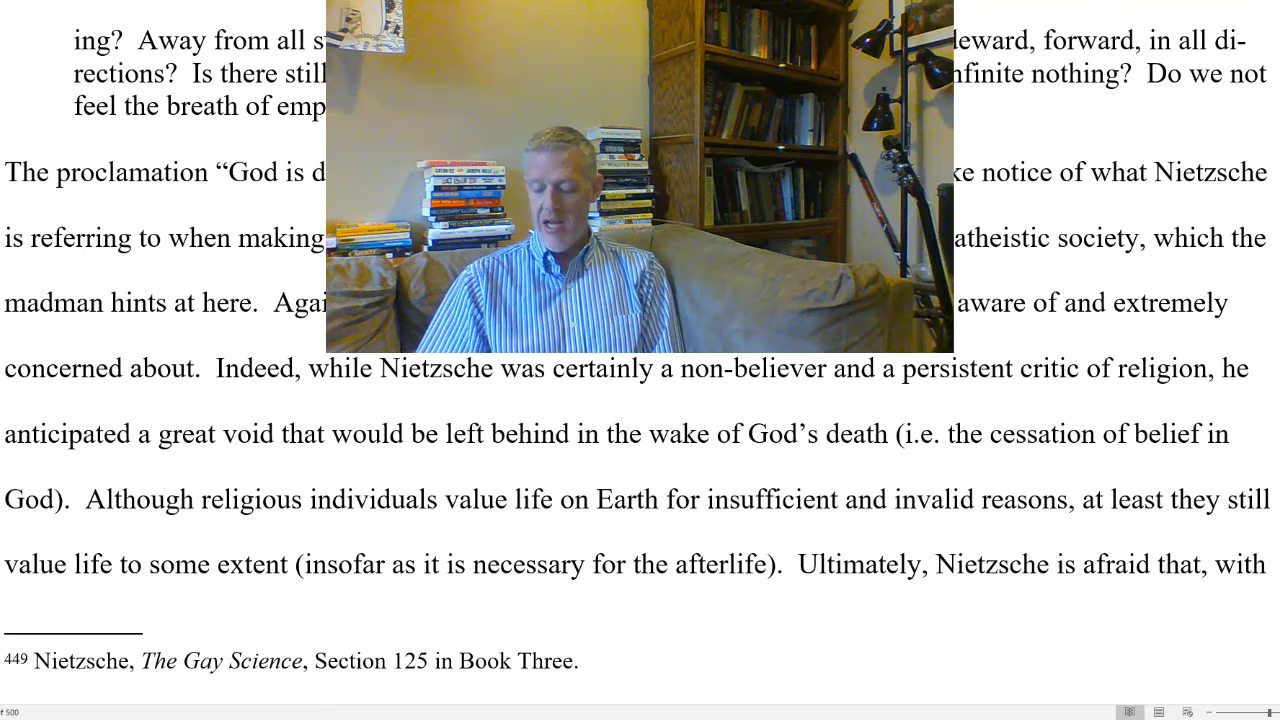 ing? Away from all s deward, forward, in all di-
rections? Is there still nfinite nothing? Do we not
feel the breath of emp
The proclamation “God is d ke notice of what Nietzsche
is referring to when making atheistic society, which the
madman hints at here. Agai aware of and extremely
concerned about. Indeed, while Nietzsche was certainly a non-believer and a persistent critic of religion, he
anticipated a great void that would be left behind in the wake of God’s death (i.e. the cessation of belief in
God). Although religious individuals value life on Earth for insufficient and invalid reasons, at least they still
value life to some extent (insofar as it is necessary for the afterlife). Ultimately, Nietzsche is afraid that, with
449 Nietzsche, The Gay Science, Section 125 in Book Three.
f 500